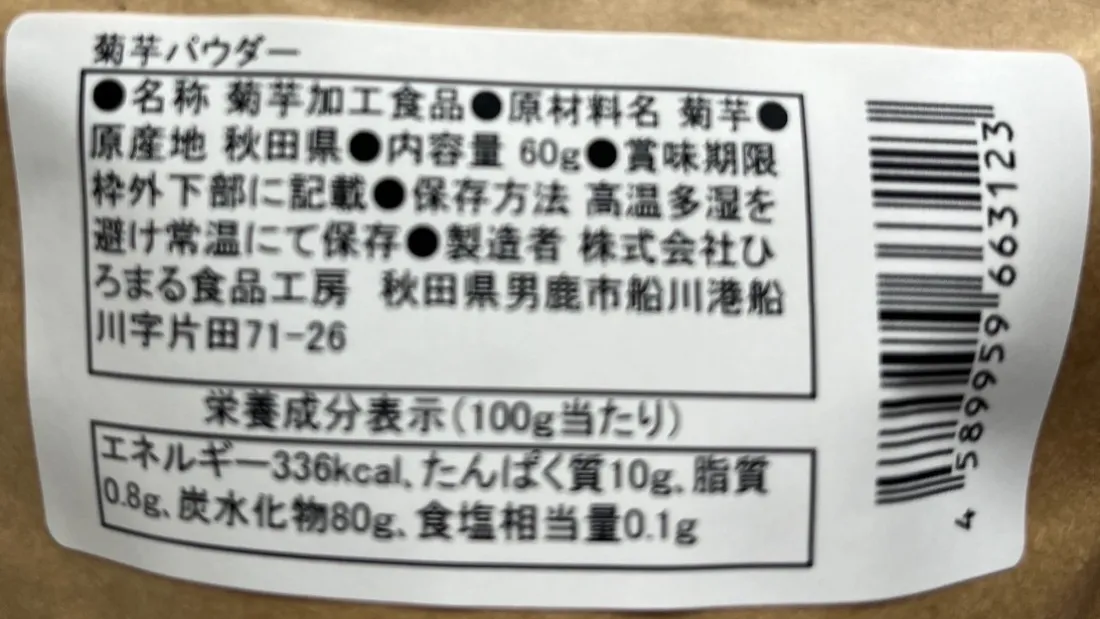 菊芋パウダー
●名称 菊芋加工食品●原材料名 菊芋●
原産地 秋田県●内容量 60g●賞味期限
枠外下部に記載●保存方法 高温多湿を
避け常温にて保存●製造者 株式会社ひ
ろまる食品工房 秋田県男鹿市船川港船
川字片田71-26
栄養成分表示(100g当たり)
エネルギー336kcal、たんぱく質10g、脂質
0.8g、炭水化物80g、食塩相当量0.1g
4 589959 663123